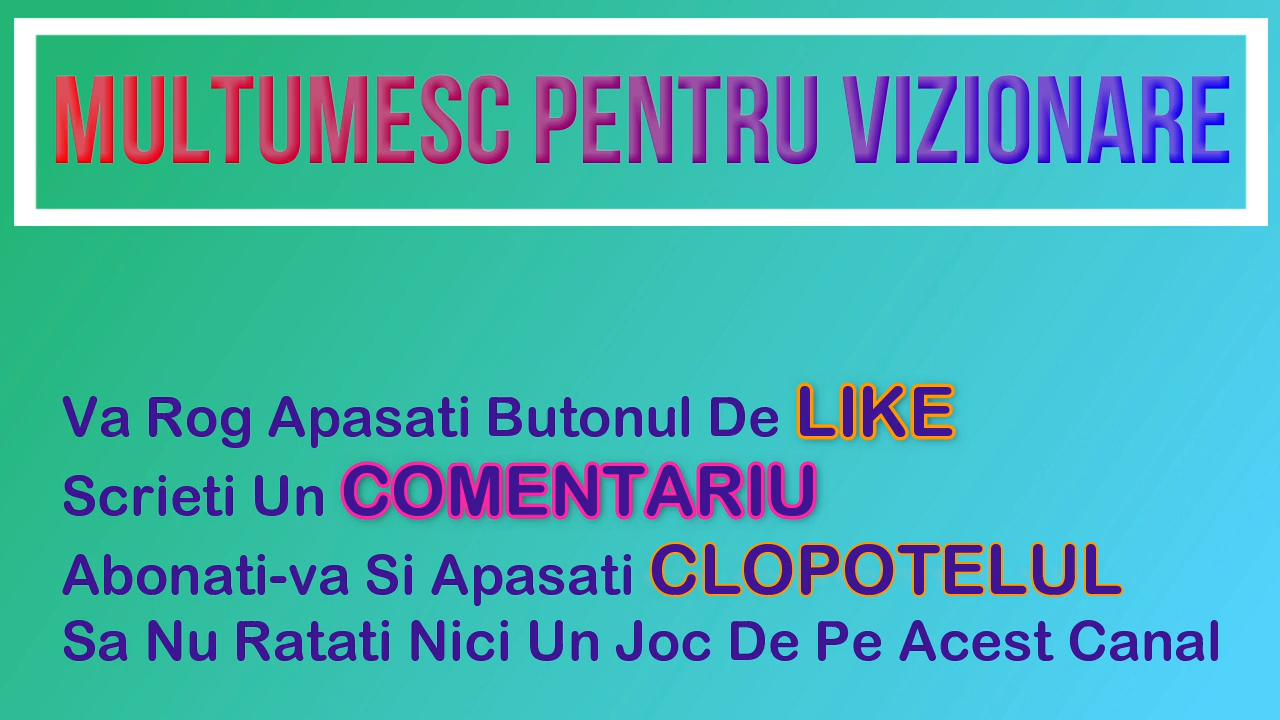 MULTUMESC PENTRU VIZIONARE
Va Rog Apasati Butonul De LIKE
Scrieti Un COMENTARIU
Abonati-va Si Apasati CLOPOTELUL
Sa Nu Ratati Nici Un Joc De Pe Acest Canal